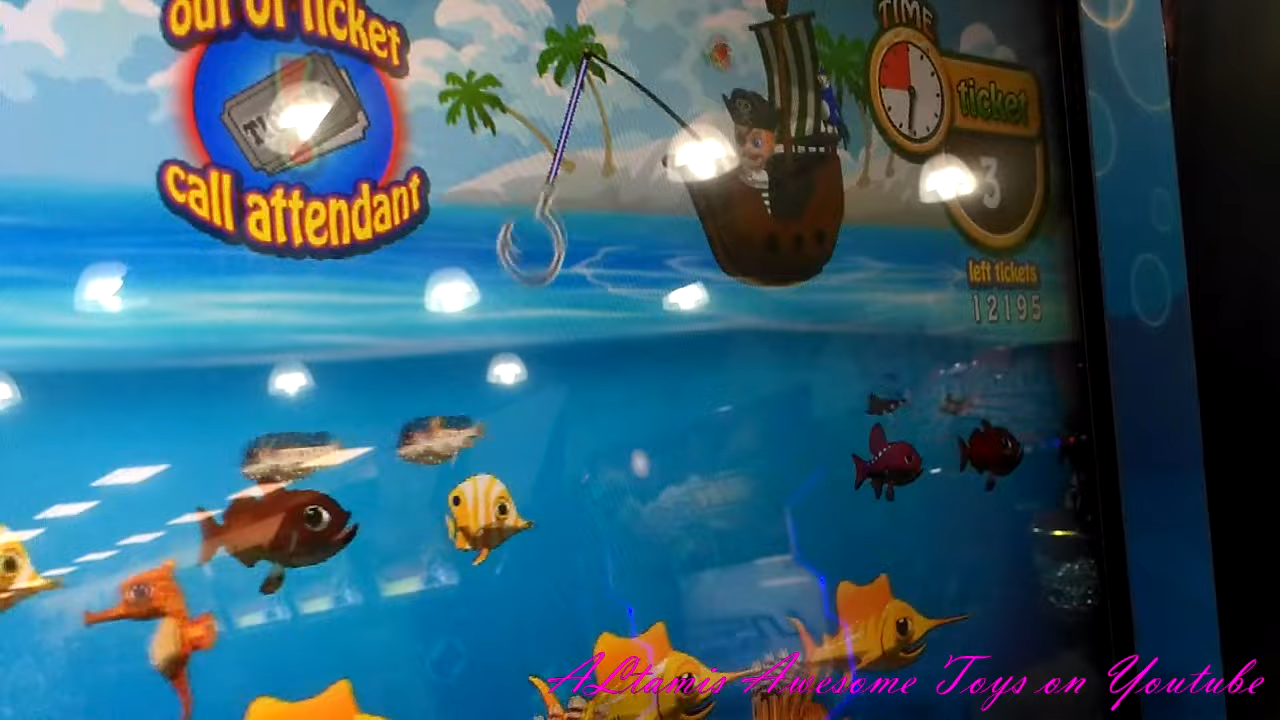 out of ticket
TIME
ticket
3
call attendant
left tickets
12195
ALtamis Awesome Toys on Youtube